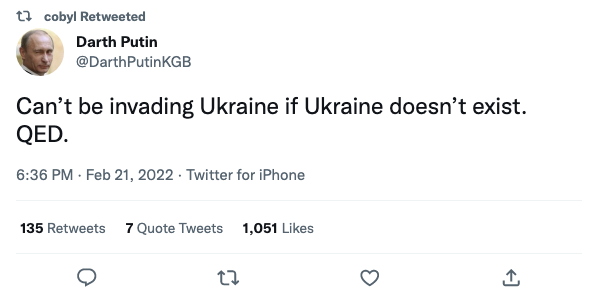 cobyl Retweeted
Darth Putin
@DarthPutinKGB
Can’t be invading Ukraine if Ukraine doesn’t exist.
QED.
6:36 PM · Feb 21, 2022 · Twitter for iPhone
135 Retweets 7 Quote Tweets 1,051 Likes